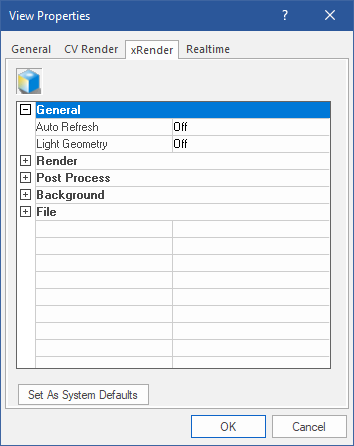 View Properties
General CV Render xRender Realtime
General
Auto Refresh Off
Light Geometry Off
Render
Post Process
Background
File
Set As System Defaults
OK Cancel